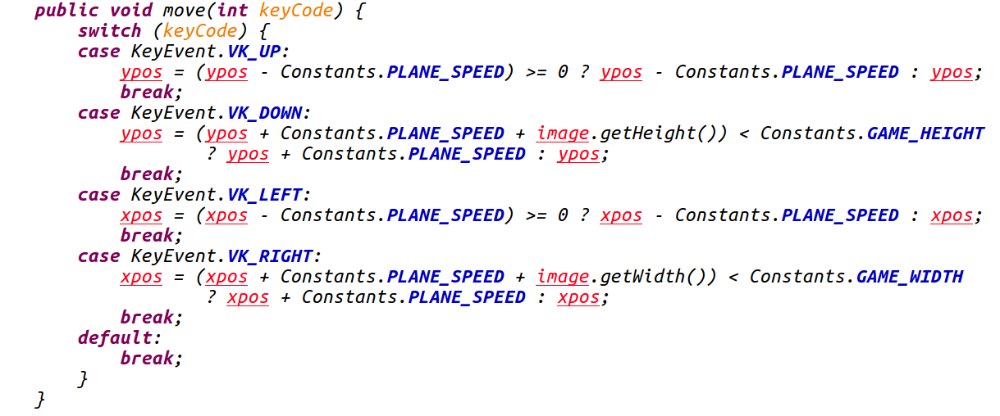 public void move(int keyCode) {
switch (keyCode) {
case KeyEvent.VK_UP:
ypos = (ypos - Constants.PLANE_SPEED) >= 0 ? ypos - Constants.PLANE_SPEED : ypos;
break;
case KeyEvent.VK_DOWN:
ypos = (ypos + Constants.PLANE_SPEED + image.getHeight()) < Constants.GAME_HEIGHT
? ypos + Constants.PLANE_SPEED : ypos;
break;
case KeyEvent.VK_LEFT:
xpos = (xpos - Constants.PLANE_SPEED) >= 0 ? xpos - Constants.PLANE_SPEED : xpos;
break;
case KeyEvent.VK_RIGHT:
xpos = (xpos + Constants.PLANE_SPEED + image.getWidth()) < Constants.GAME_WIDTH
? xpos + Constants.PLANE_SPEED : xpos;
break;
default:
break;
}
}